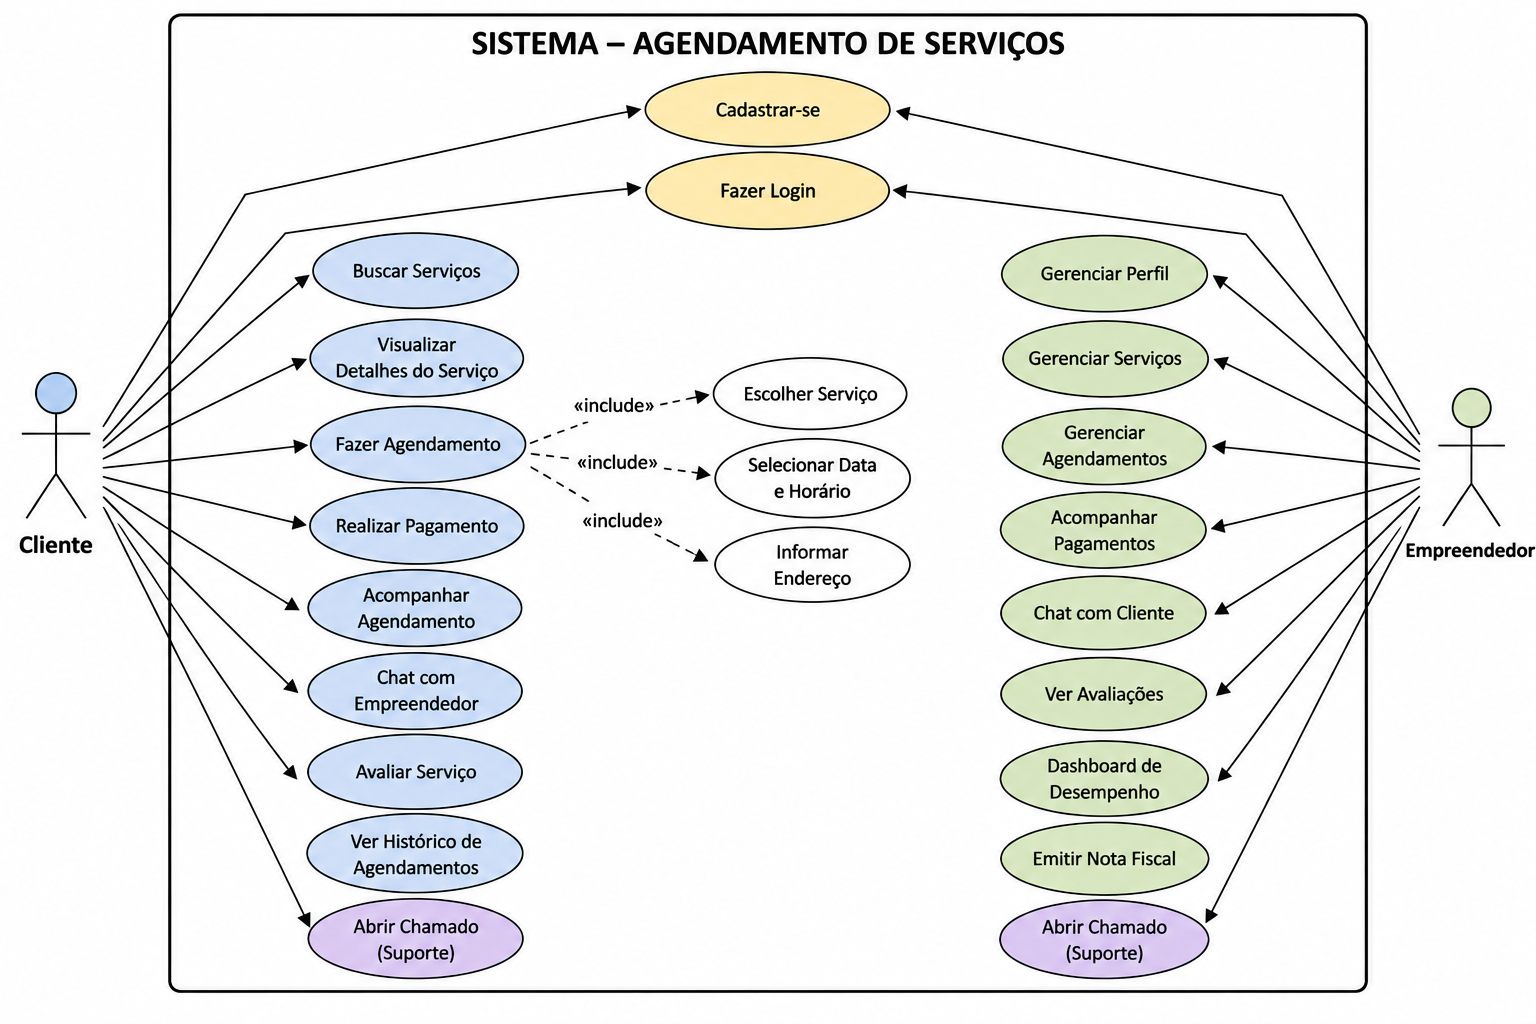 SISTEMA – AGENDAMENTO DE SERVIÇOS
Cadastrar-se
Fazer Login
Buscar Serviços
Visualizar
Detalhes do Serviço
Fazer Agendamento
Realizar Pagamento
Acompanhar
Agendamento
Chat com
Empreendedor
Avaliar Serviço
Ver Histórico de
Agendamentos
Abrir Chamado
(Suporte)
Cliente
«include»
«include»
«include»
Escolher Serviço
Selecionar Data
e Horário
Informar
Endereço
Gerenciar Perfil
Gerenciar Serviços
Gerenciar
Agendamentos
Acompanhar
Pagamentos
Chat com Cliente
Ver Avaliações
Dashboard de
Desempenho
Emitir Nota Fiscal
Abrir Chamado
(Suporte)
Empreendedor